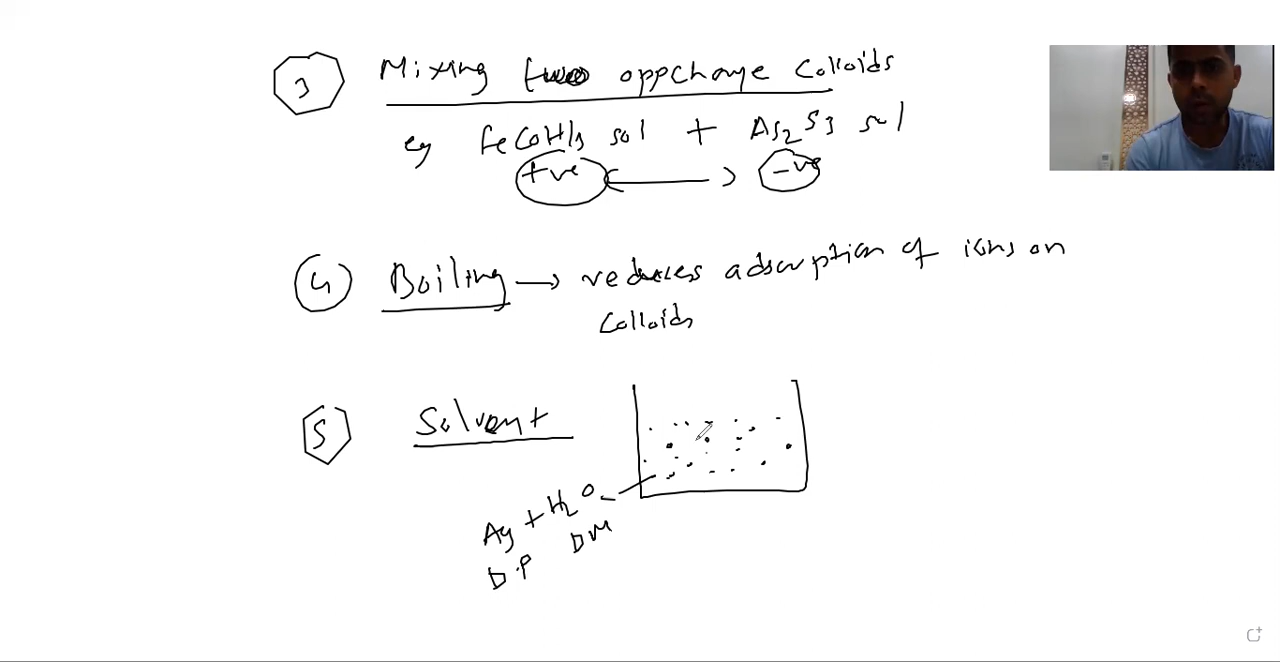 3 Mixing two opp charge Colloids
eg Fe(OH)3 sol + As2S3 sol
+ve -ve
4 Boiling → reduces adsorption of ions on
Colloids
5 Solvent
Ag + H2O
D.P DM